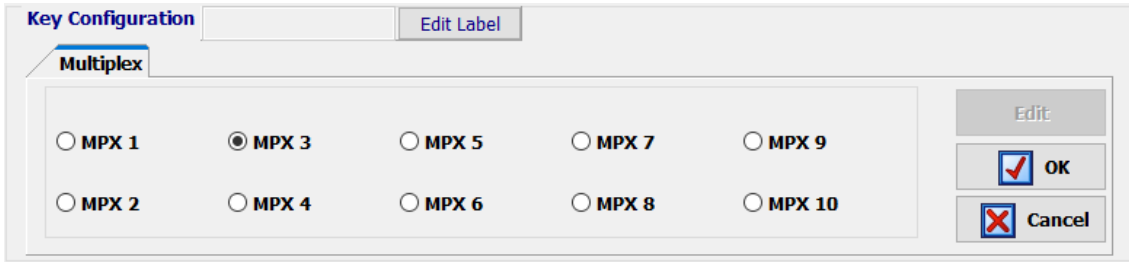 Key Configuration Edit Label
Multiplex
Edit
MPX 1 MPX 3 MPX 5 MPX 7 MPX 9
OK
MPX 2 MPX 4 MPX 6 MPX 8 MPX 10
Cancel